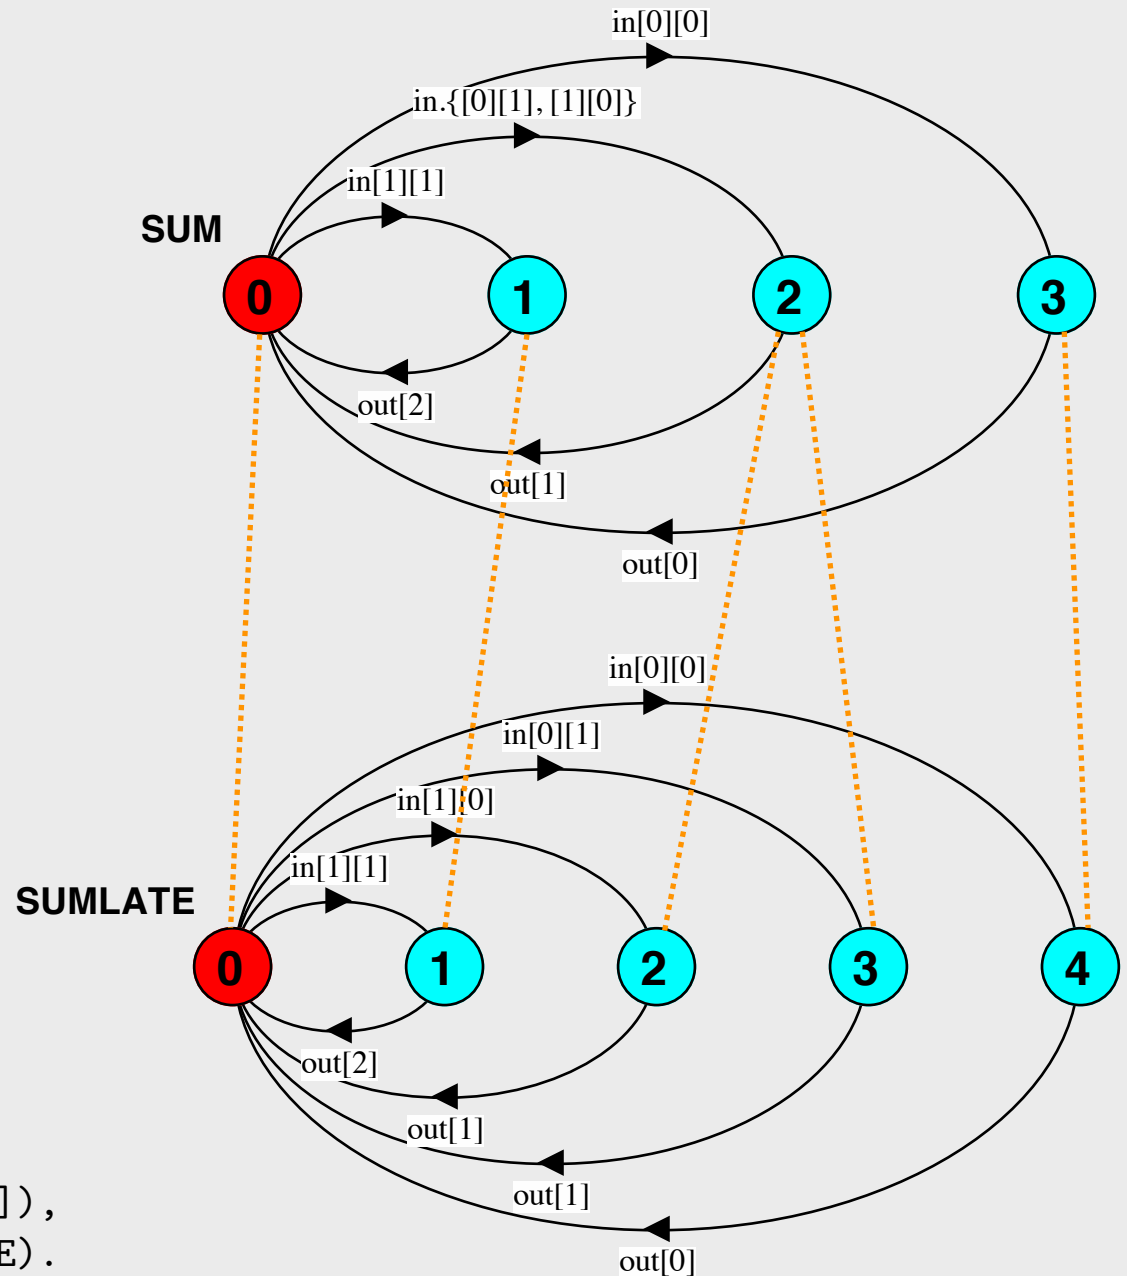 in[0][0]
in.{[0][1], [1][0]}
in[1][1]
SUM
0 1 2 3
out[2]
out[1]
out[0]
in[0][0]
in[0][1]
in[1][0]
in[1][1]
SUMLATE
0 1 2 3 4
out[2]
out[1]
out[1]
]),
E).
out[0]